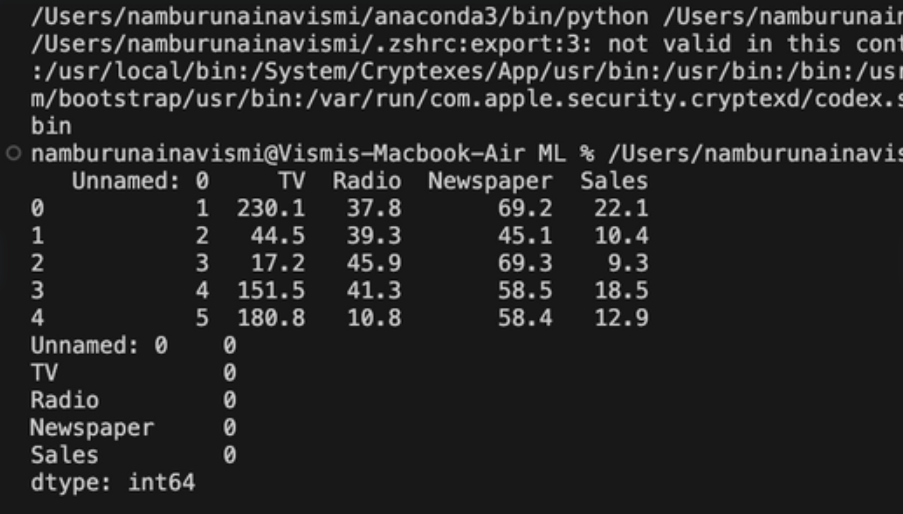 /Users/namburunainavismi/anaconda3/bin/python /Users/namburunain
/Users/namburunainavismi/.zshrc:export:3: not valid in this cont
:/usr/local/bin:/System/Cryptexes/App/usr/bin:/usr/bin:/bin:/usr
m/bootstrap/usr/bin:/var/run/com.apple.security.cryptexd/codex.s
bin
namburunainavismi@Vismis-Macbook-Air ML % /Users/namburunainavis
Unnamed: 0 TV Radio Newspaper Sales
0 1 230.1 37.8 69.2 22.1
1 2 44.5 39.3 45.1 10.4
2 3 17.2 45.9 69.3 9.3
3 4 151.5 41.3 58.5 18.5
4 5 180.8 10.8 58.4 12.9
Unnamed: 0 0
TV 0
Radio 0
Newspaper 0
Sales 0
dtype: int64